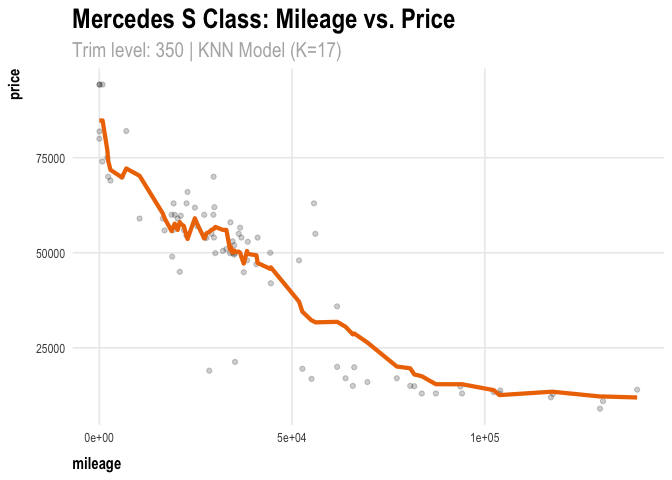 Mercedes S Class: Mileage vs. Price
Trim level: 350 | KNN Model (K=17)
price
75000
50000
25000
0e+00 5e+04 1e+05
mileage